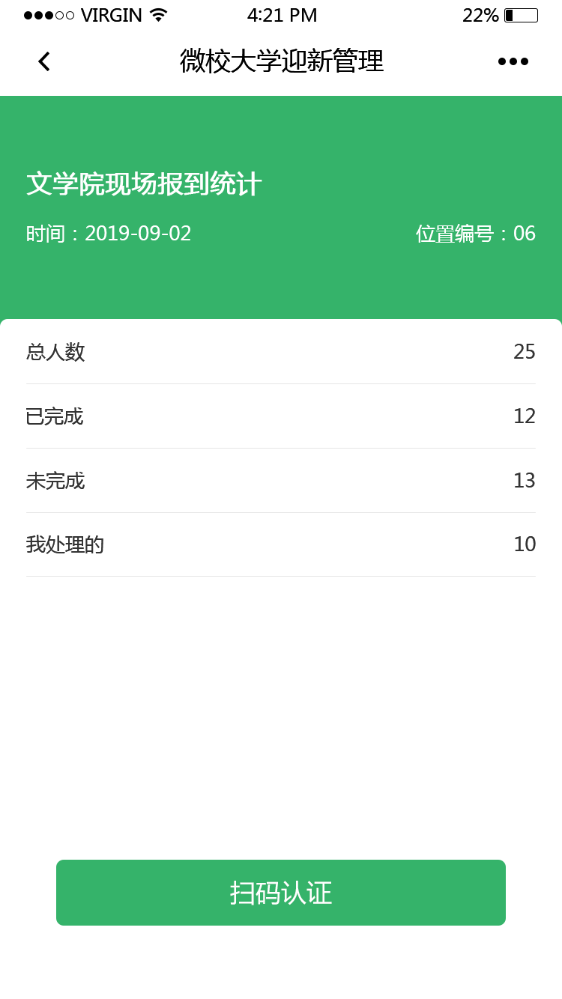 VIRGIN 4:21 PM 22%
微校大学迎新管理
文学院现场报到统计
时间：2019-09-02 位置编号：06
总人数 25
已完成 12
未完成 13
我处理的 10
扫码认证